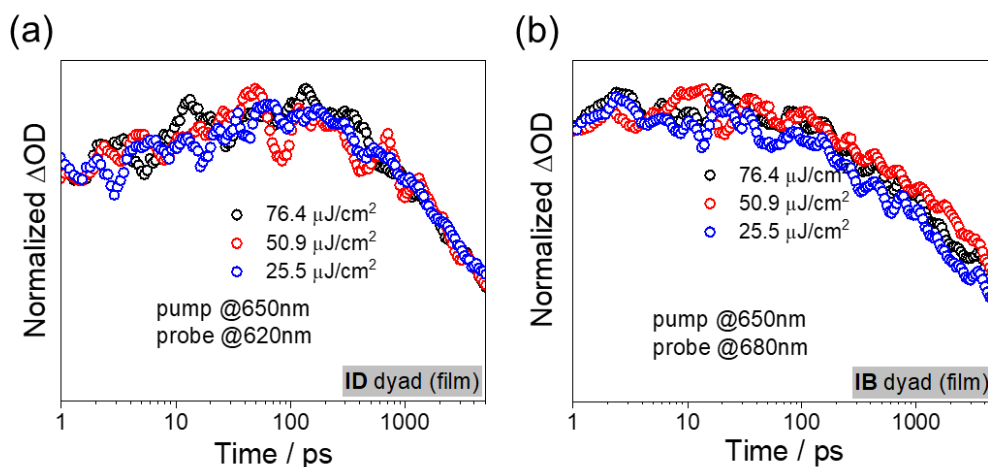 (a)
Normalized ΔOD
76.4 μJ/cm²
50.9 μJ/cm²
25.5 μJ/cm²
pump @650nm
probe @620nm
ID dyad (film)
1 10 100 1000
Time / ps
(b)
Normalized ΔOD
76.4 μJ/cm
50.9 μJ/cm²
25.5 μJ/cm²
pump @650nm
probe @680nm
IB dyad (film)
1 10 100 1000
Time / ps